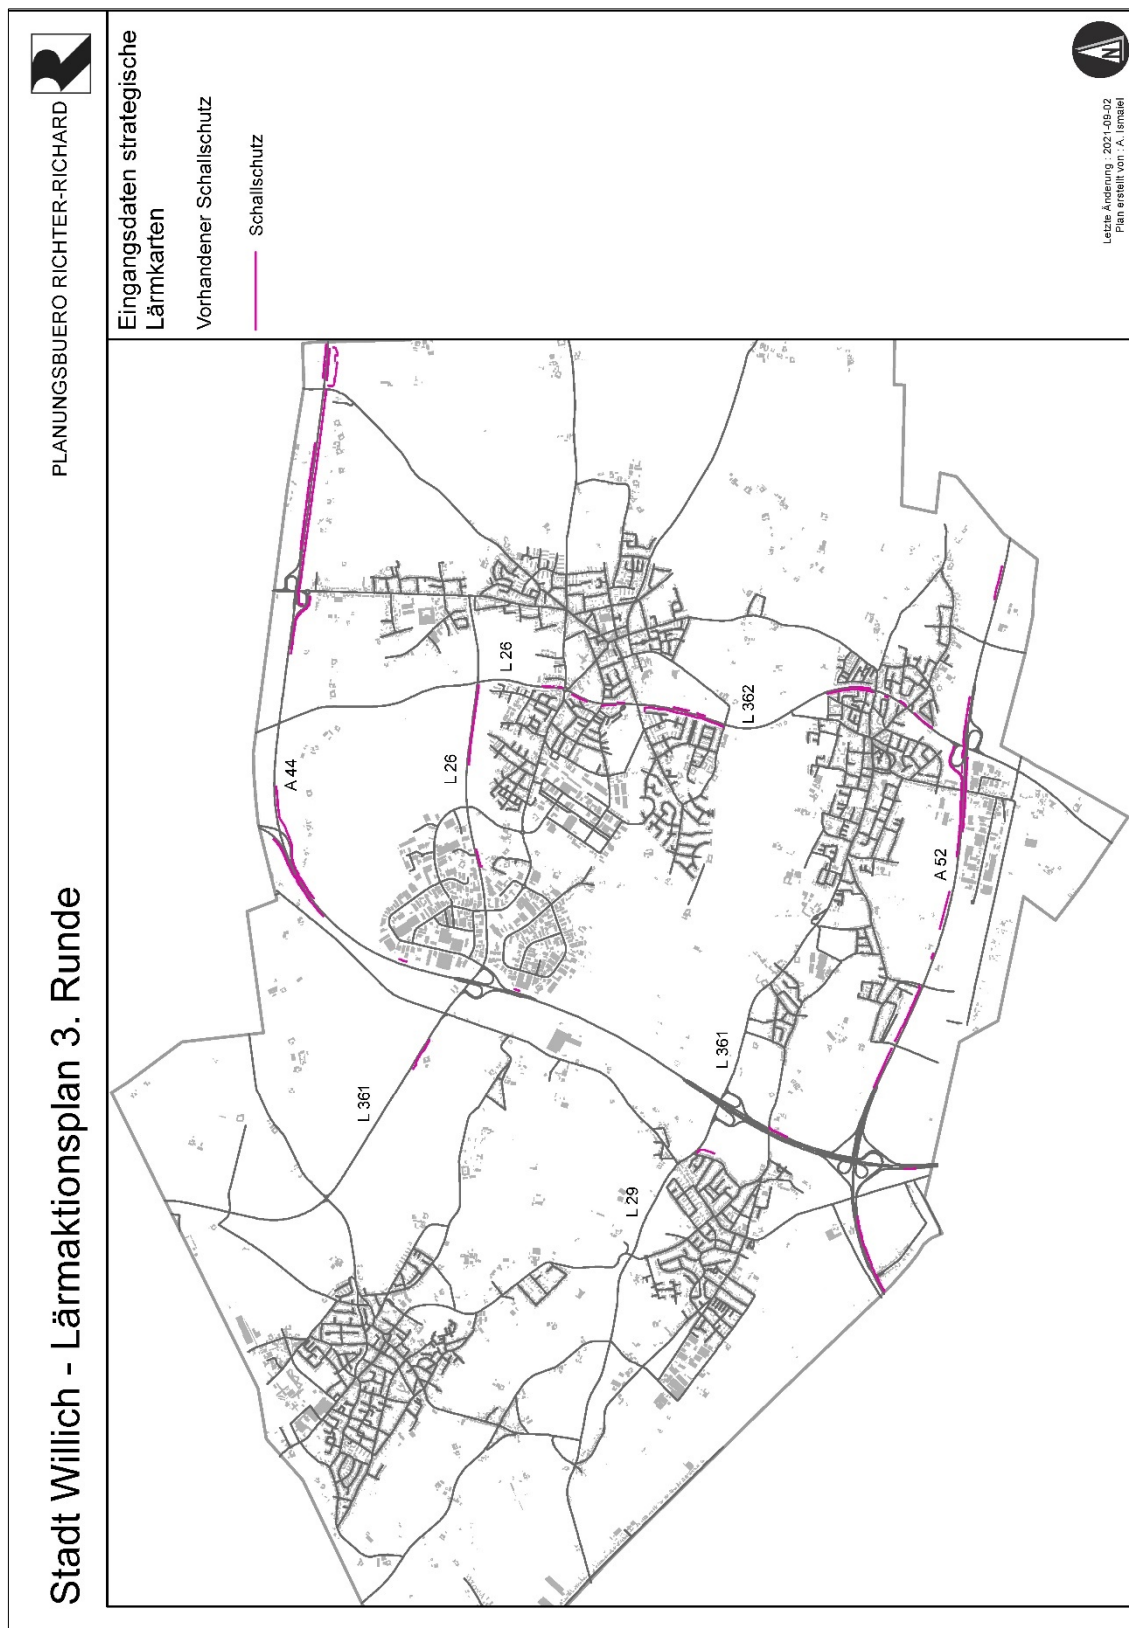 Stadt Willich - Lärmaktionsplan 3. Runde
PLANUNGSBUERO RICHTER-RICHARD
Eingangsdaten strategische
Lärmkarten
Vorhandener Schallschutz
Schallschutz
A 44
L 26
L 26
L 361
L 362
L 29
L 361
A 52
N
Letzte Änderung : 2021-09-02
Plan erstellt von : A. Ismaiel